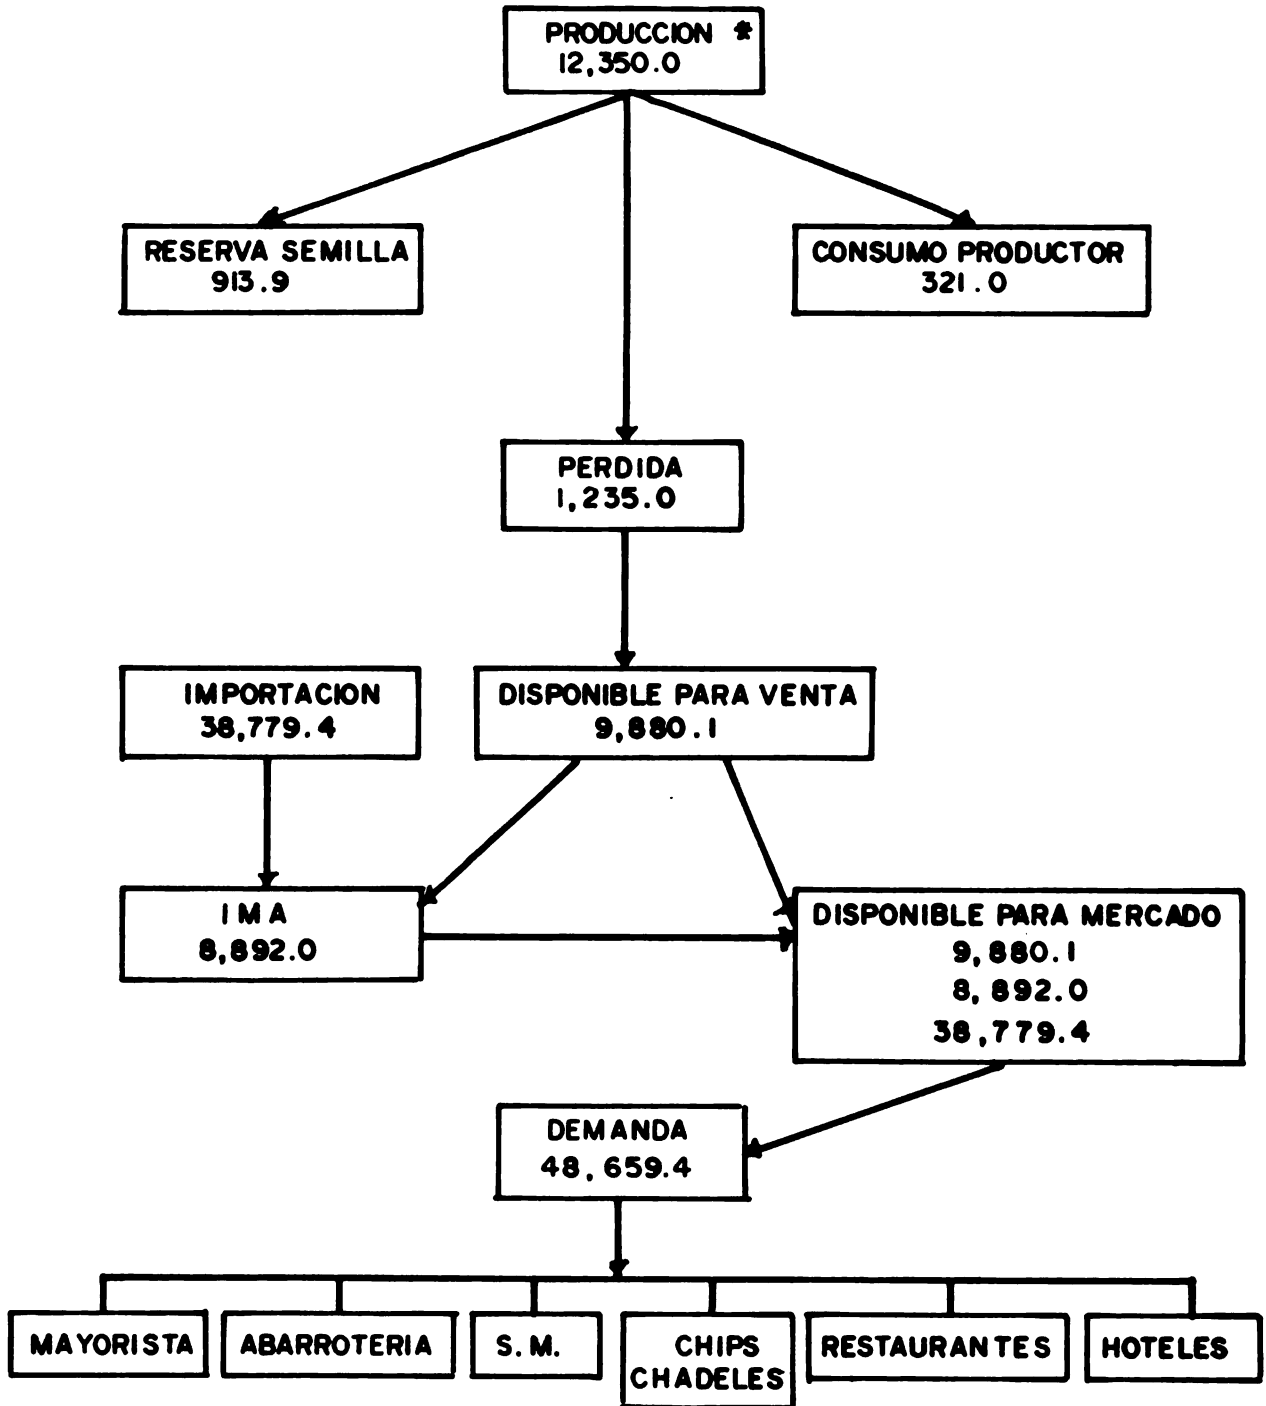 PRODUCCION *
12,350.0
RESERVA SEMILLA
913.9
CONSUMO PRODUCTOR
321.0
PERDIDA
1,235.0
IMPORTACION
38,779.4
DISPONIBLE PARA VENTA
9,880.1
IMA
8,892.0
DISPONIBLE PARA MERCADO
9,880.1
8,892.0
38,779.4
DEMANDA
48,659.4
MAYORISTA
ABARROTERIA
S.M.
CHIPS
CHADELES
RESTAURANTES
HOTELES